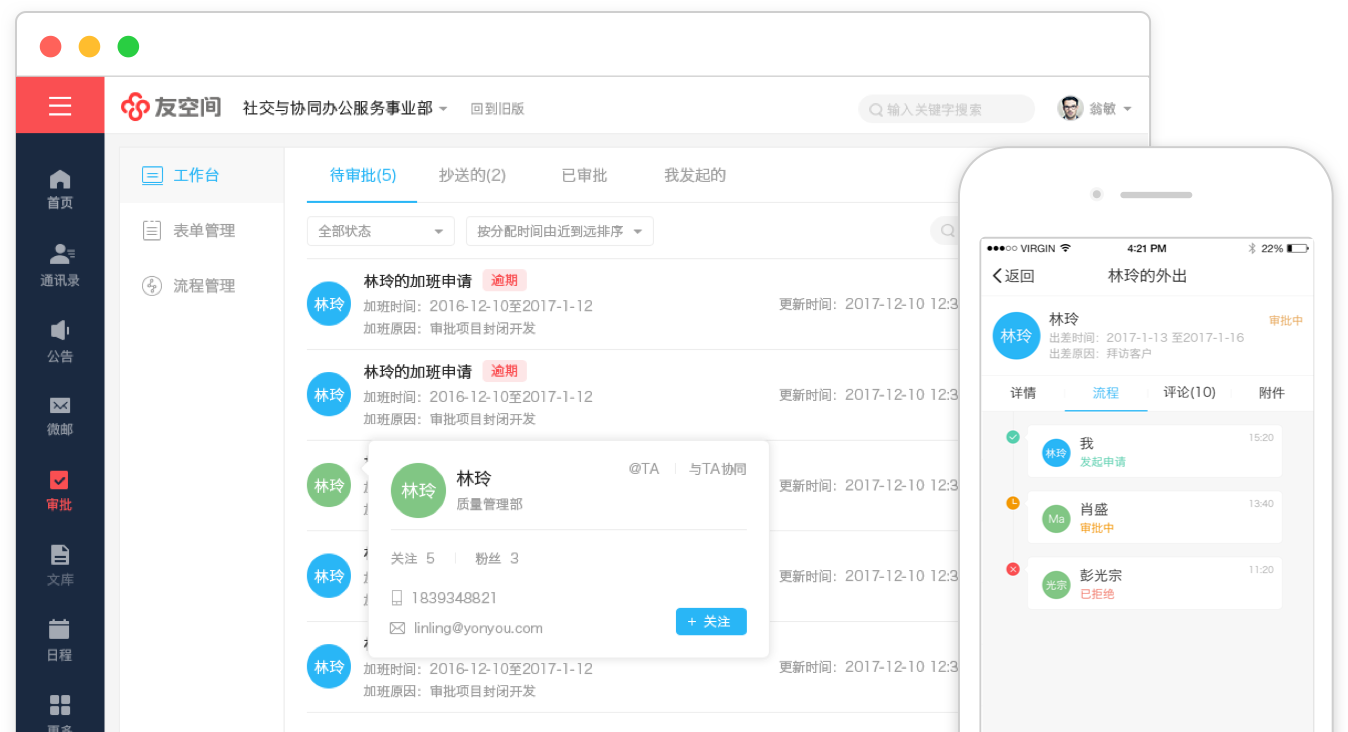 友空间 社交与协同办公服务事业部 回到旧版 输入关键字搜索 翁敏
首页
通讯录
公告
微邮
审批
文库
日程
更多
工作台
表单管理
流程管理
待审批(5) 抄送的(2) 已审批 我发起的
全部状态 按分配时间由近到远排序
林玲 林玲的加班申请 逾期
加班时间：2016-12-10至2017-1-12
加班原因：审批项目封闭开发
更新时间：2017-12-10 12:3
林玲 林玲的加班申请 逾期
加班时间：2016-12-10至2017-1-12
加班原因：审批项目封闭开发
更新时间：2017-12-10 12:3
林玲
更新时间：2017-12-10 12:3
林玲
更新时间：2017-12-10 12:3
林玲
加班时间：2016-12-10至2017-1-12
加班原因：审批项目封闭开发
更新时间：2017-12-10 12:3
林玲 林玲 @TA 与TA协同
质量管理部
关注 5 粉丝 3
1839348821
linling@yonyou.com
+ 关注
VIRGIN 4:21 PM 22%
返回 林玲的外出
林玲 林玲 审批中
出差时间：2017-1-13 至2017-1-16
出差原因：拜访客户
详情 流程 评论(10) 附件
林玲 我 15:20
发起申请
Ma 肖盛 13:40
审批中
光宗 彭光宗 11:20
已拒绝